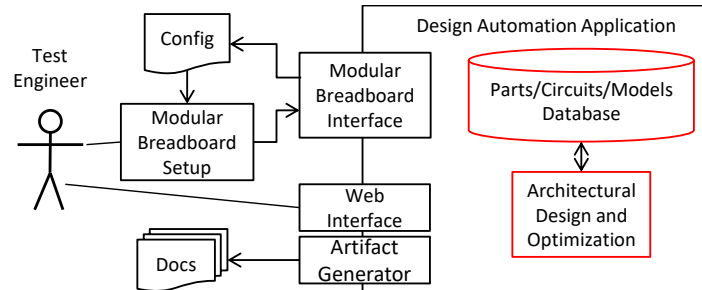 Design Automation Application
Test
Engineer
Config
Modular
Breadboard
Interface
Parts/Circuits/Models
Database
Modular
Breadboard
Setup
Web
Interface
Architectural
Design and
Optimization
Artifact
Generator
Docs